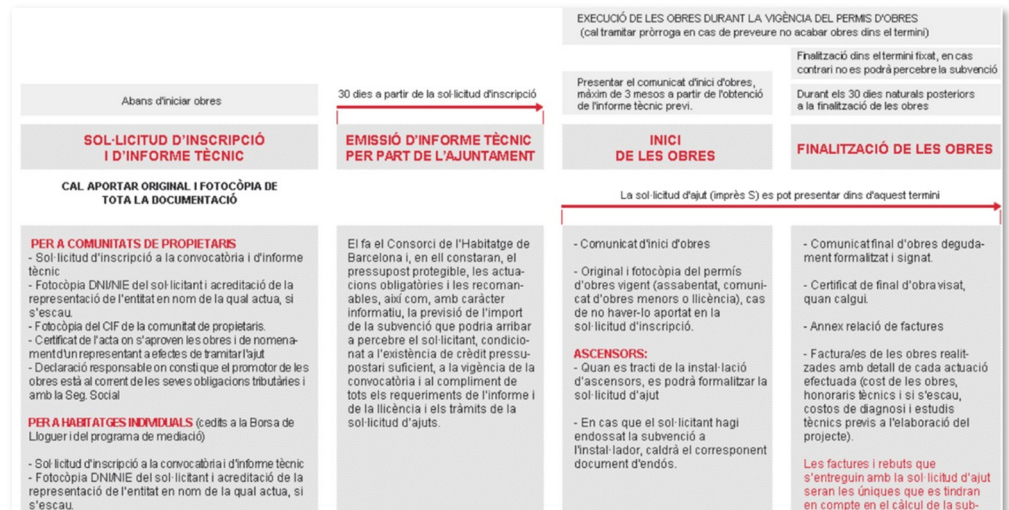 EXECUCIÓ DE LES OBRES DURANT LA VIGÈNCIA DEL PERMIS D'OBRES
(cal tramitar pròrroga en cas de preveure no acabar obres dins el termini)
Abans d'iniciar obres
30 dies a partir de la sol·licitud d'inscripció
Presentar el comunicat d'inici d'obres,
màxim de 3 mesos a partir de l'obtenció
de l'informe tècnic previ.
Finalització dins el termini fixat, en cas
contrari no es podrà percebre la subvenció
Durant els 30 dies naturals posteriors
a la finalització de les obres
SOL·LICITUD D'INSCRIPCIÓ
I D'INFORME TÈCNIC
EMISSIÓ D'INFORME TÈCNIC
PER PART DE L'AJUNTAMENT
INICI
DE LES OBRES
FINALITZACIÓ DE LES OBRES
CAL APORTAR ORIGINAL I FOTOCÒPIA DE
TOTA LA DOCUMENTACIÓ
La sol·licitud d'ajut (imprès S) es pot presentar dins d'aquest termini
PER A COMUNITATS DE PROPIETARIS
- Sol·licitud d'inscripció a la convocatòria i d'informe
tècnic
- Fotocòpia DNI/NIE del sol·licitant i acreditació de la
representació de l'entitat en nom de la qual actua, si
s'escau.
- Fotocòpia del CIF de la comunitat de propietaris.
- Certificat de l'acta on s'aproven les obres i de nomena-
ment d'un representant a efectes de tramitar l'ajut
- Declaració responsable on consti que el promotor de les
obres està al corrent de les seves obligacions tributàries i
amb la Seg. Social
PER A HABITATGES INDIVIDUALS (cedits a la Borsa de
Lloguer i del programa de mediació)
- Sol·licitud d'inscripció a la convocatòria i d'informe tècnic
- Fotocòpia DNI/NIE del sol·licitant i acreditació de la
representació de l'entitat en nom de la qual actua, si
s'escau.
El fa el Consorci de l'Habitatge de
Barcelona i, en ell constaran, el
pressupost protegible, les actua-
cions obligatòries i les recoman-
ables, així com, amb caràcter
informatiu, la previsió de l'import
de la subvenció que podria arribar
a percebre el sol·licitant, condicio-
nat a l'existència de crèdit pressu-
postari suficient, a la vigència de la
convocatòria i al compliment de
tots els requeriments de l'informe i
de la llicència i els tràmits de la
sol·licitud d'ajuts.
- Comunicat d'inici d'obres
- Original i fotocòpia del permís
d'obres vigent (assabentat, comuni-
cat d'obres menors o llicència), cas
de no haver-lo aportat en la
sol·licitud d'inscripció.
ASCENSORS:
- Quan es tracti de la instal·lació
d'ascensors, es podrà formalitzar la
sol·licitud d'ajut
- En cas que el sol·licitant hagi
endossat la subvenció a
l'instal·lador, caldrà el corresponent
document d'endós.
- Comunicat final d'obres deguda-
ment formalitzat i signat.
- Certificat de final d'obra visat,
quan calgui.
- Annex relació de factures
- Factura/es de les obres realit-
zades amb detall de cada actuació
efectuada (cost de les obres,
honoraris tècnics i si s'escau,
costos de diagnosi i estudis
tècnics previs a l'elaboració del
projecte).
Les factures i rebuts que
s'entreguin amb la sol·licitud d'ajut
seran les úniques que es tindran
en compte en el càlcul de la sub-